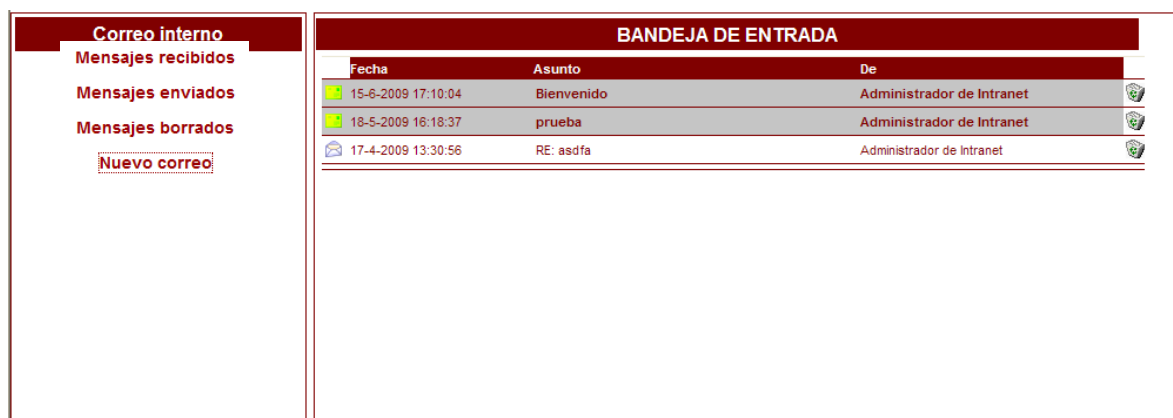 Correo interno
Mensajes recibidos
Mensajes enviados
Mensajes borrados
Nuevo correo
BANDEJA DE ENTRADA
Fecha Asunto De
15-6-2009 17:10:04 Bienvenido Administrador de Intranet
18-5-2009 16:18:37 prueba Administrador de Intranet
17-4-2009 13:30:56 RE: asdfa Administrador de Intranet